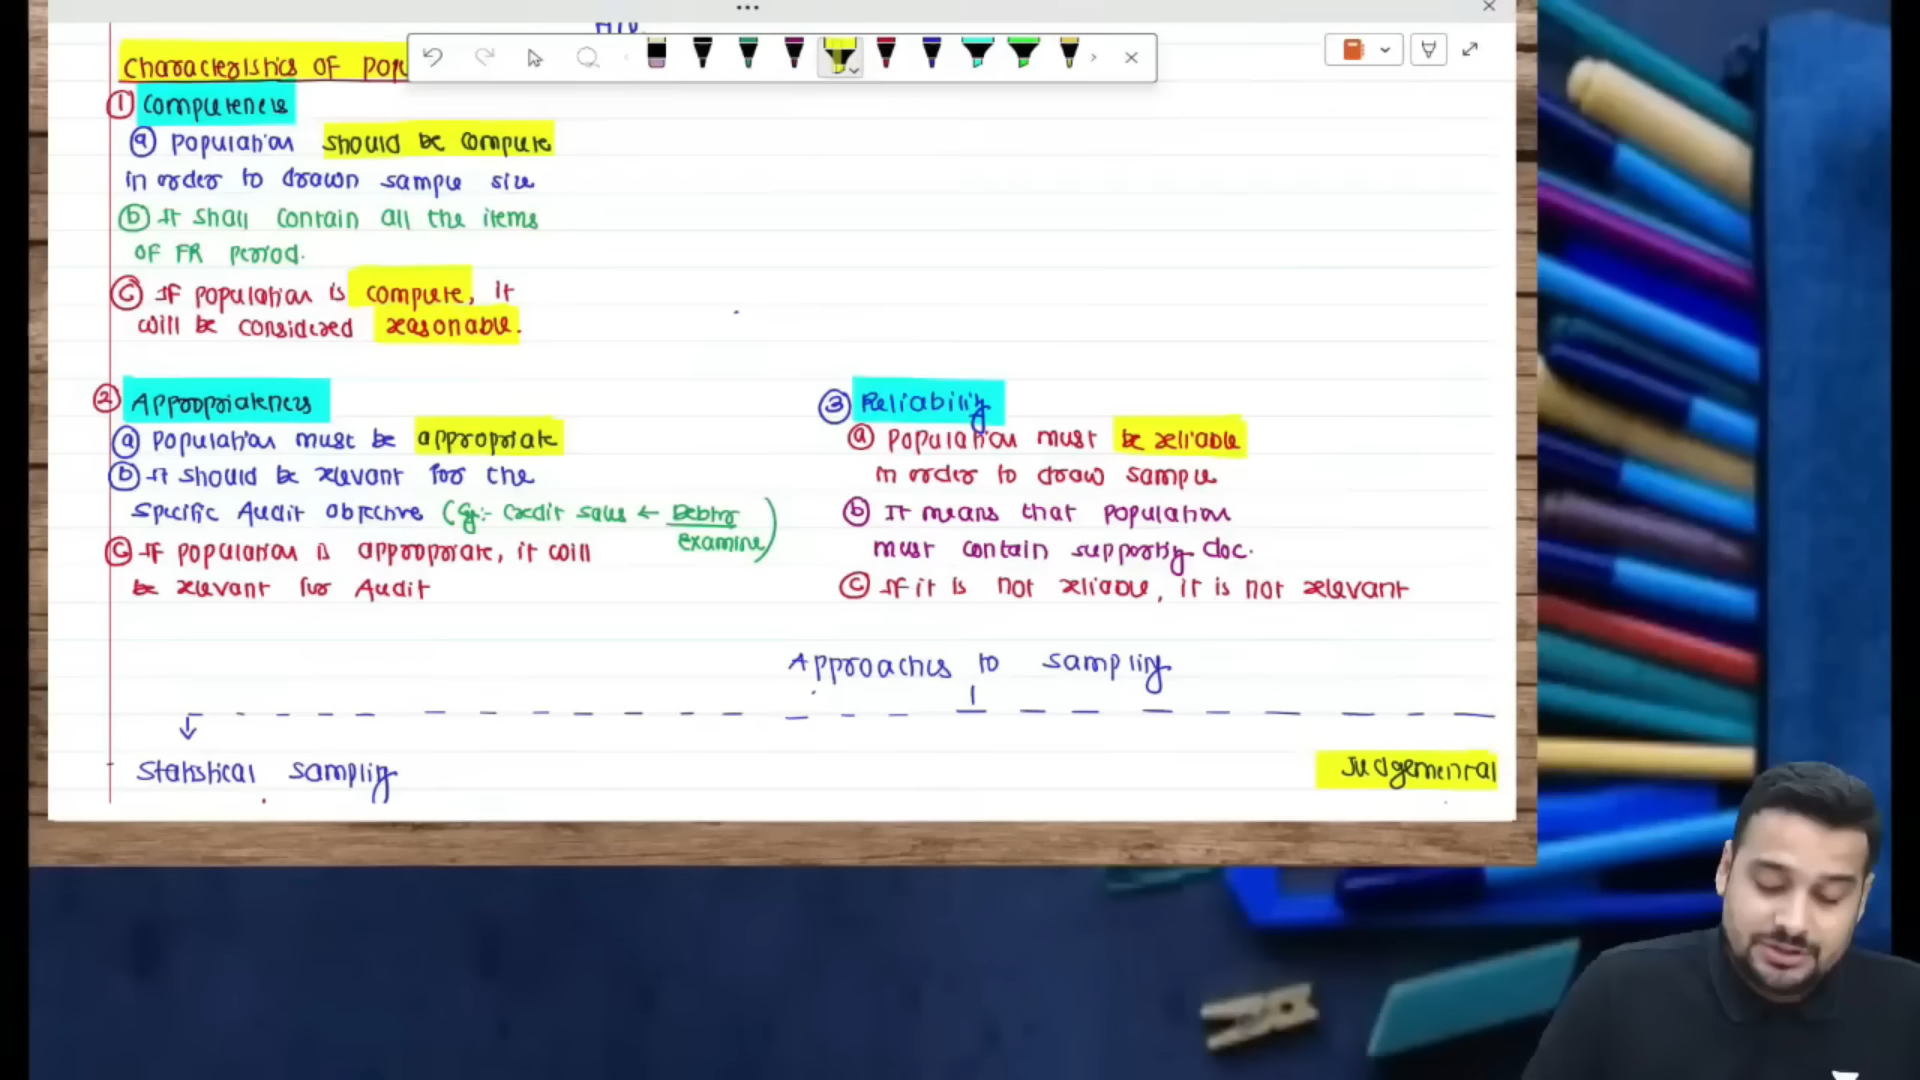 Characteristics of popu
① Completeness
ⓐ Population should be complete
in order to drawn sample size
ⓑ It shall contain all the items
of FR period.
ⓒ If population is complete, it
will be considered reasonable.
② Appropriateness
ⓐ Population must be appropriate
ⓑ It should be relevant for the
specific Audit objective (Eg:- Credit sales ← Debtor
examine)
ⓒ If population is appropriate, it will
be relevant for Audit
③ Reliability
ⓐ Population must be reliable
in order to draw sample
ⓑ It means that population
must contain supporting doc.
ⓒ If it is not reliable, it is not relevant
Approaches to sampling
Statistical sampling
Judgemental